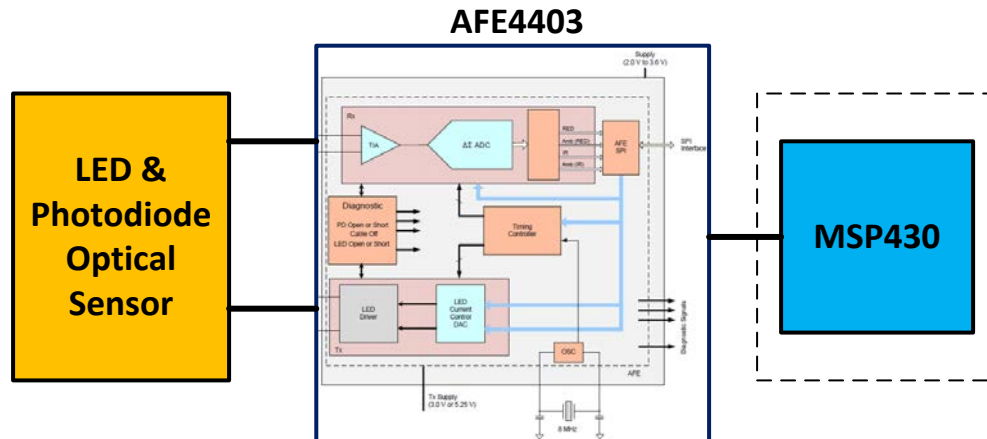 AFE4403
LED &
Photodiode
Optical
Sensor
MSP430
Supply
(2.0 V to 3.6 V)
Rx
TIA
ΔΣ ADC
RED
Amb (RED)
IR
Amb (IR)
AFE
SPI
SPI
Interface
Diagnostic
PD Open or Short
Cable Off
LED Open or Short
Timing
Controller
LED
Driver
LED
Current
Control
DAC
Tx
Diagnostic Signals
OSC
AFE
Tx Supply
(3.0 V or 5.25 V)
8 MHz